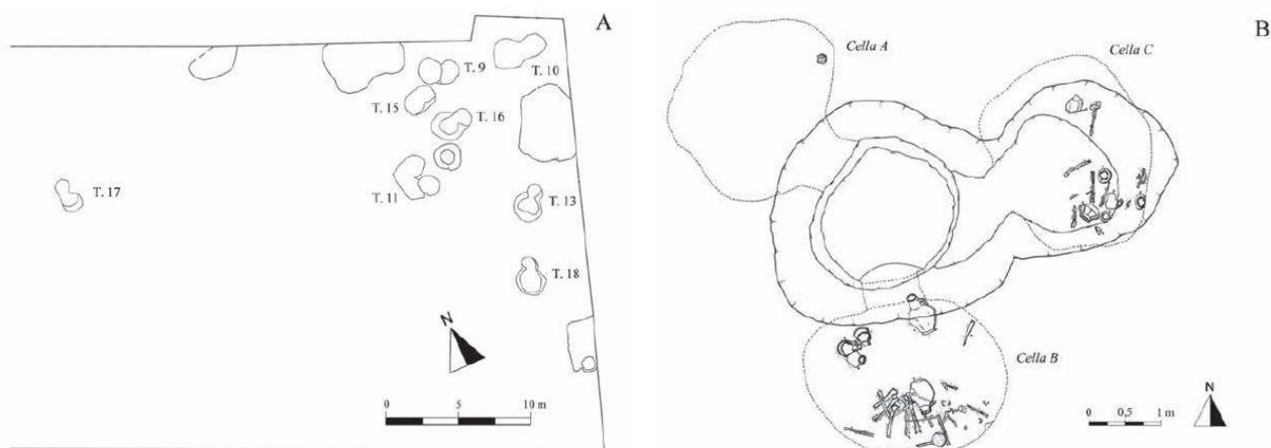 A
T. 9
T. 10
T. 15
T. 16
T. 17
T. 11
T. 13
T. 18
N
0 5 10 m
B
Cella A
Cella C
Cella B
N
0 0,5 1 m